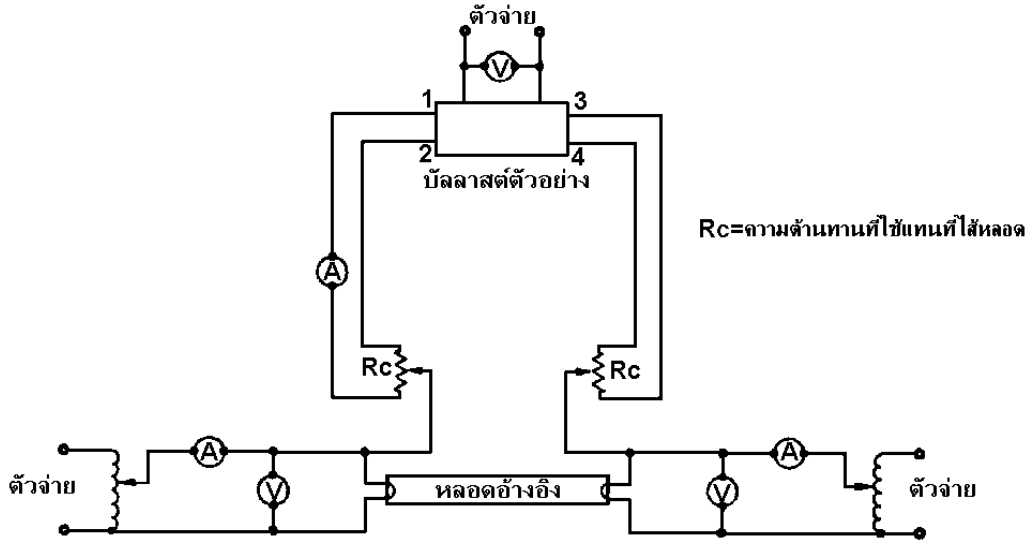 ตัวจ่าย
V
1
3
2
4
บัลลาสต์ตัวอย่าง
Rc=ความต้านทานที่ใช้แทนที่ไส้หลอด
A
Rc
Rc
A
A
ตัวจ่าย
V
หลอดอ้างอิง
V
ตัวจ่าย